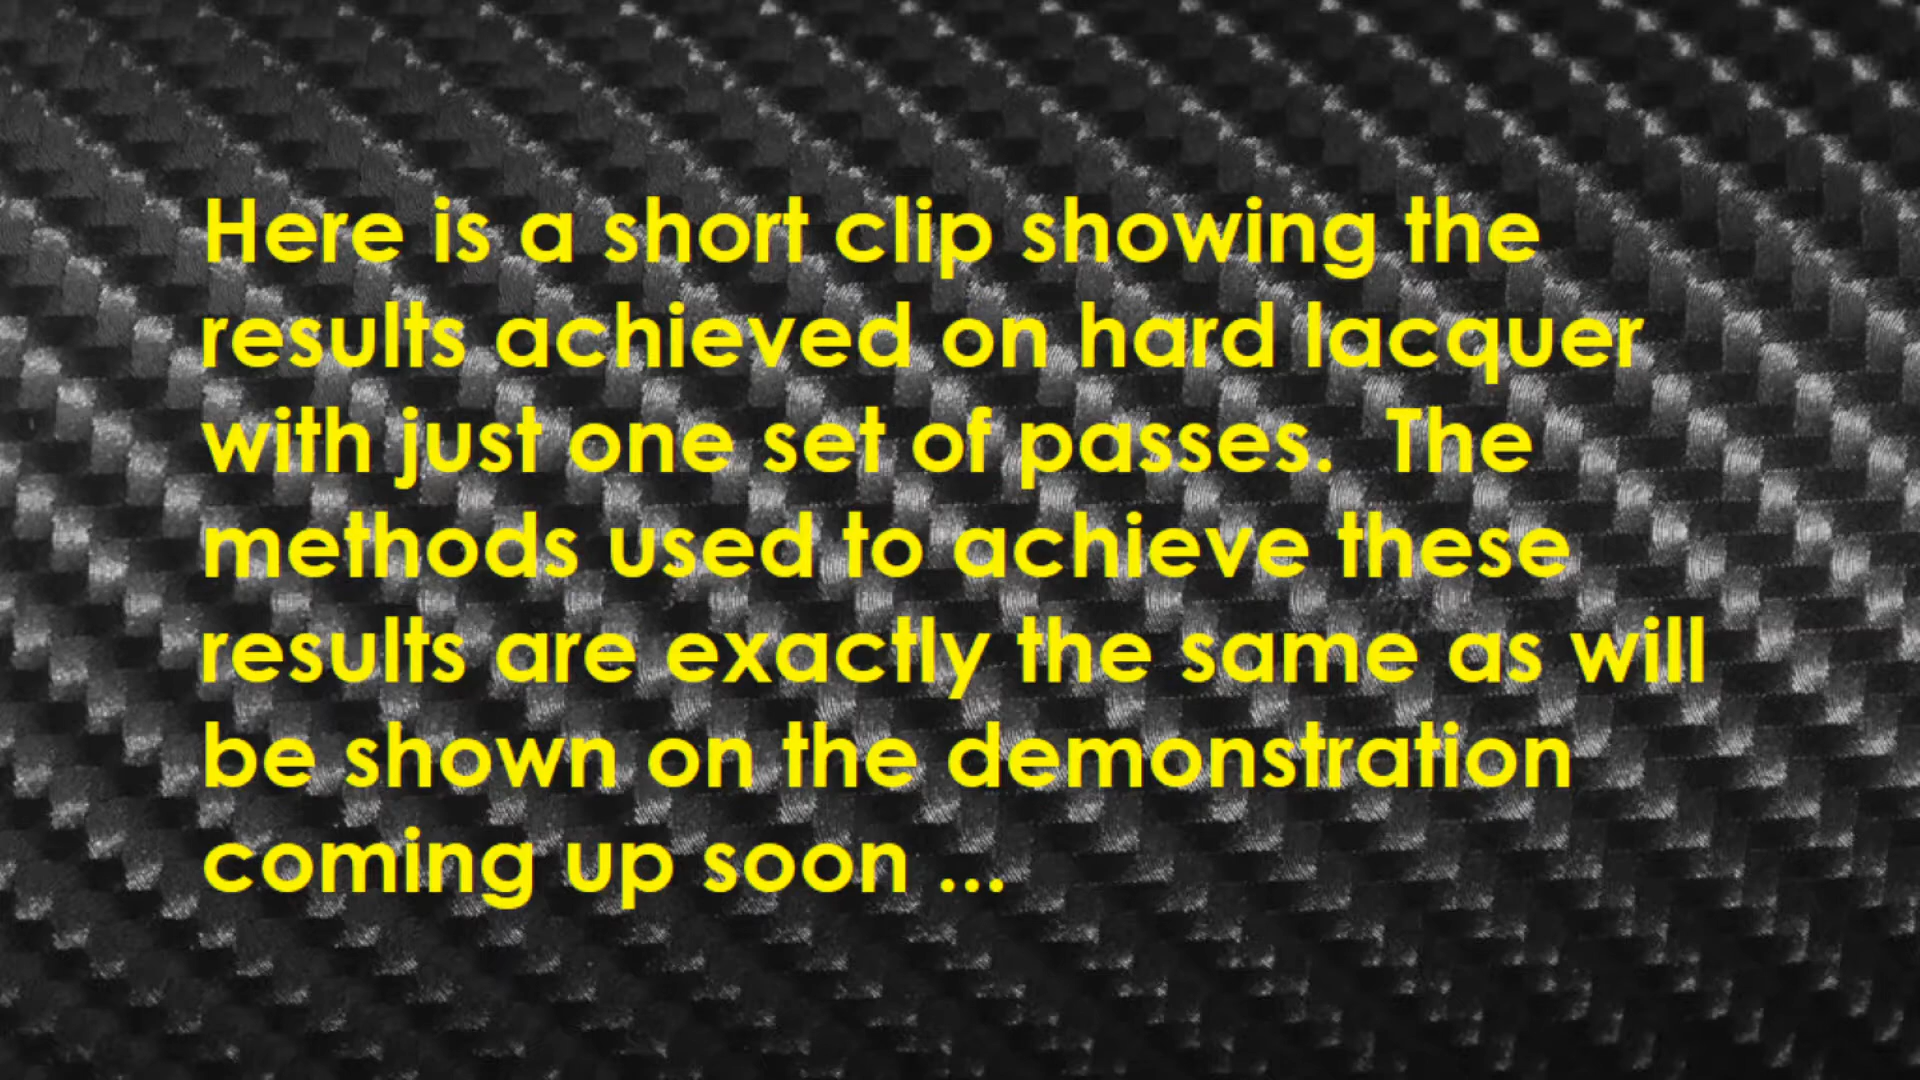 Here is a short clip showing the
results achieved on hard lacquer
with just one set of passes.  The
methods used to achieve these
results are exactly the same as will
be shown on the demonstration
coming up soon ...